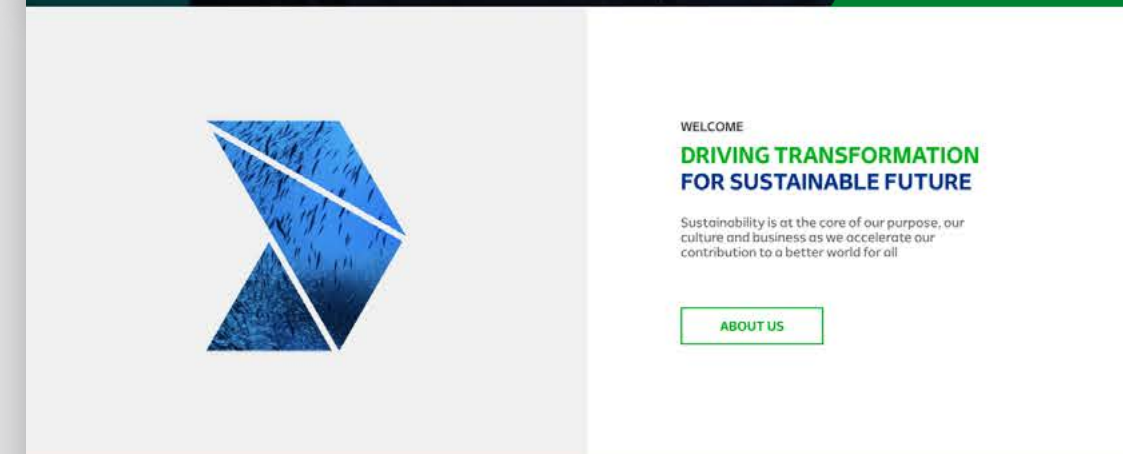 WELCOME
DRIVING TRANSFORMATION
FOR SUSTAINABLE FUTURE
Sustainability is at the core of our purpose, our
culture and business as we accelerate our
contribution to a better world for all
ABOUT US